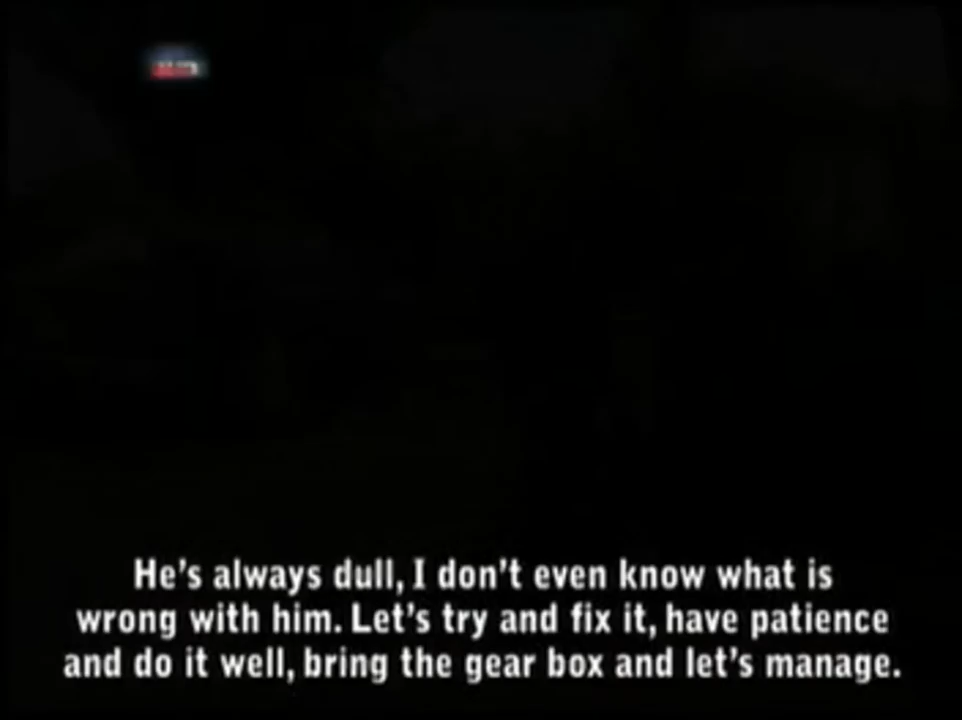 He's always dull, I don't even know what is
wrong with him. Let's try and fix it, have patience
and do it well, bring the gear box and let's manage.